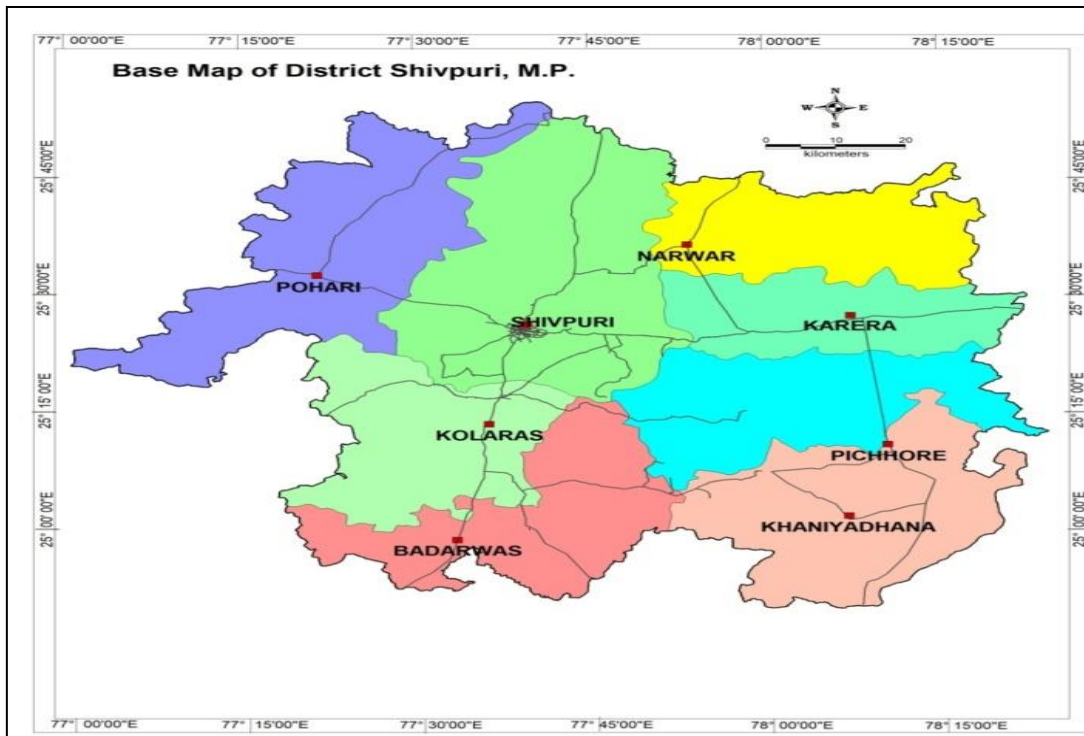 77° 00'00"E 77° 15'00"E 77° 30'00"E 77° 45'00"E 78° 00'00"E 78° 15'00"E
Base Map of District Shivpuri, M.P.
N
W E
S
0 10 20
kilometers
25° 45'00"E 25° 45'00"E
NARWAR
POHARI
25° 30'00"E 25° 30'00"E
SHIVPURI
KARERA
25° 15'00"E 25° 15'00"E
KOLARAS
PICHHORE
KHANIYADHANA
25° 00'00"E 25° 00'00"E
BADARWAS
77° 00'00"E 77° 15'00"E 77° 30'00"E 77° 45'00"E 78° 00'00"E 78° 15'00"E